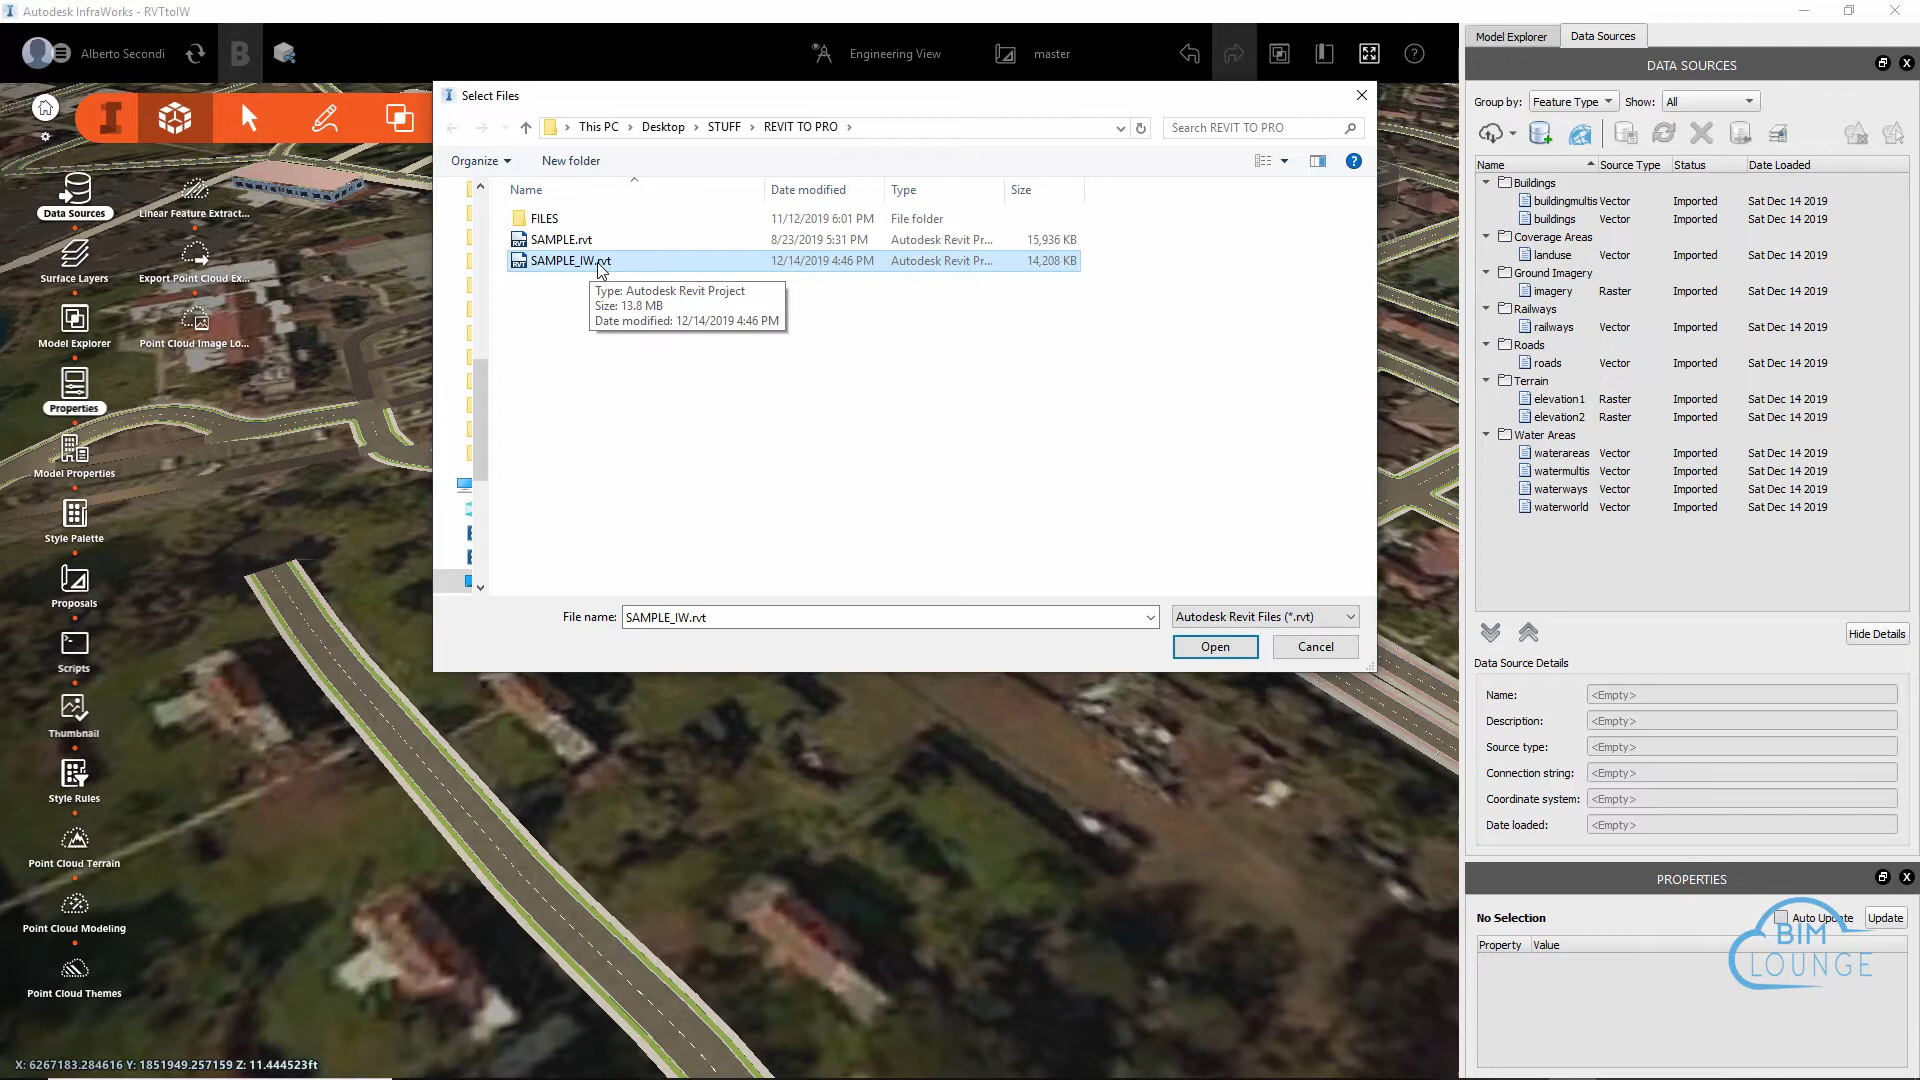 Autodesk InfraWorks - RVTtoIW
Alberto Secondi
Engineering View
master
Data Sources
Surface Layers
Model Explorer
Properties
Model Properties
Style Palette
Proposals
Scripts
Thumbnail
Style Rules
Point Cloud Terrain
Point Cloud Modeling
Point Cloud Themes
Linear Feature Extract...
Export Point Cloud Ex...
Point Cloud Image Lo...
X: 6267183.284616 Y: 1851949.257159 Z: 11.444523ft
Select Files
This PC > Desktop > STUFF > REVIT TO PRO >
Search REVIT TO PRO
Organize
New folder
Name Date modified Type Size
FILES 11/12/2019 6:01 PM File folder
SAMPLE.rvt 8/23/2019 5:31 PM Autodesk Revit Pr... 15,936 KB
SAMPLE_IW.rvt 12/14/2019 4:46 PM Autodesk Revit Pr... 14,208 KB
Type: Autodesk Revit Project
Size: 13.8 MB
Date modified: 12/14/2019 4:46 PM
File name: SAMPLE_IW.rvt
Autodesk Revit Files (*.rvt)
Open
Cancel
Model Explorer
Data Sources
DATA SOURCES
Group by: Feature Type Show: All
Name Source Type Status Date Loaded
Buildings
buildingmultis Vector Imported Sat Dec 14 2019
buildings Vector Imported Sat Dec 14 2019
Coverage Areas
landuse Vector Imported Sat Dec 14 2019
Ground Imagery
imagery Raster Imported Sat Dec 14 2019
Railways
railways Vector Imported Sat Dec 14 2019
Roads
roads Vector Imported Sat Dec 14 2019
Terrain
elevation1 Raster Imported Sat Dec 14 2019
elevation2 Raster Imported Sat Dec 14 2019
Water Areas
waterareas Vector Imported Sat Dec 14 2019
watermultis Vector Imported Sat Dec 14 2019
waterways Vector Imported Sat Dec 14 2019
waterworld Vector Imported Sat Dec 14 2019
Hide Details
Data Source Details
Name: <Empty>
Description: <Empty>
Source type: <Empty>
Connection string: <Empty>
Coordinate system: <Empty>
Date loaded: <Empty>
PROPERTIES
No Selection
Auto Update
Update
Property Value
BIM
LOUNGE